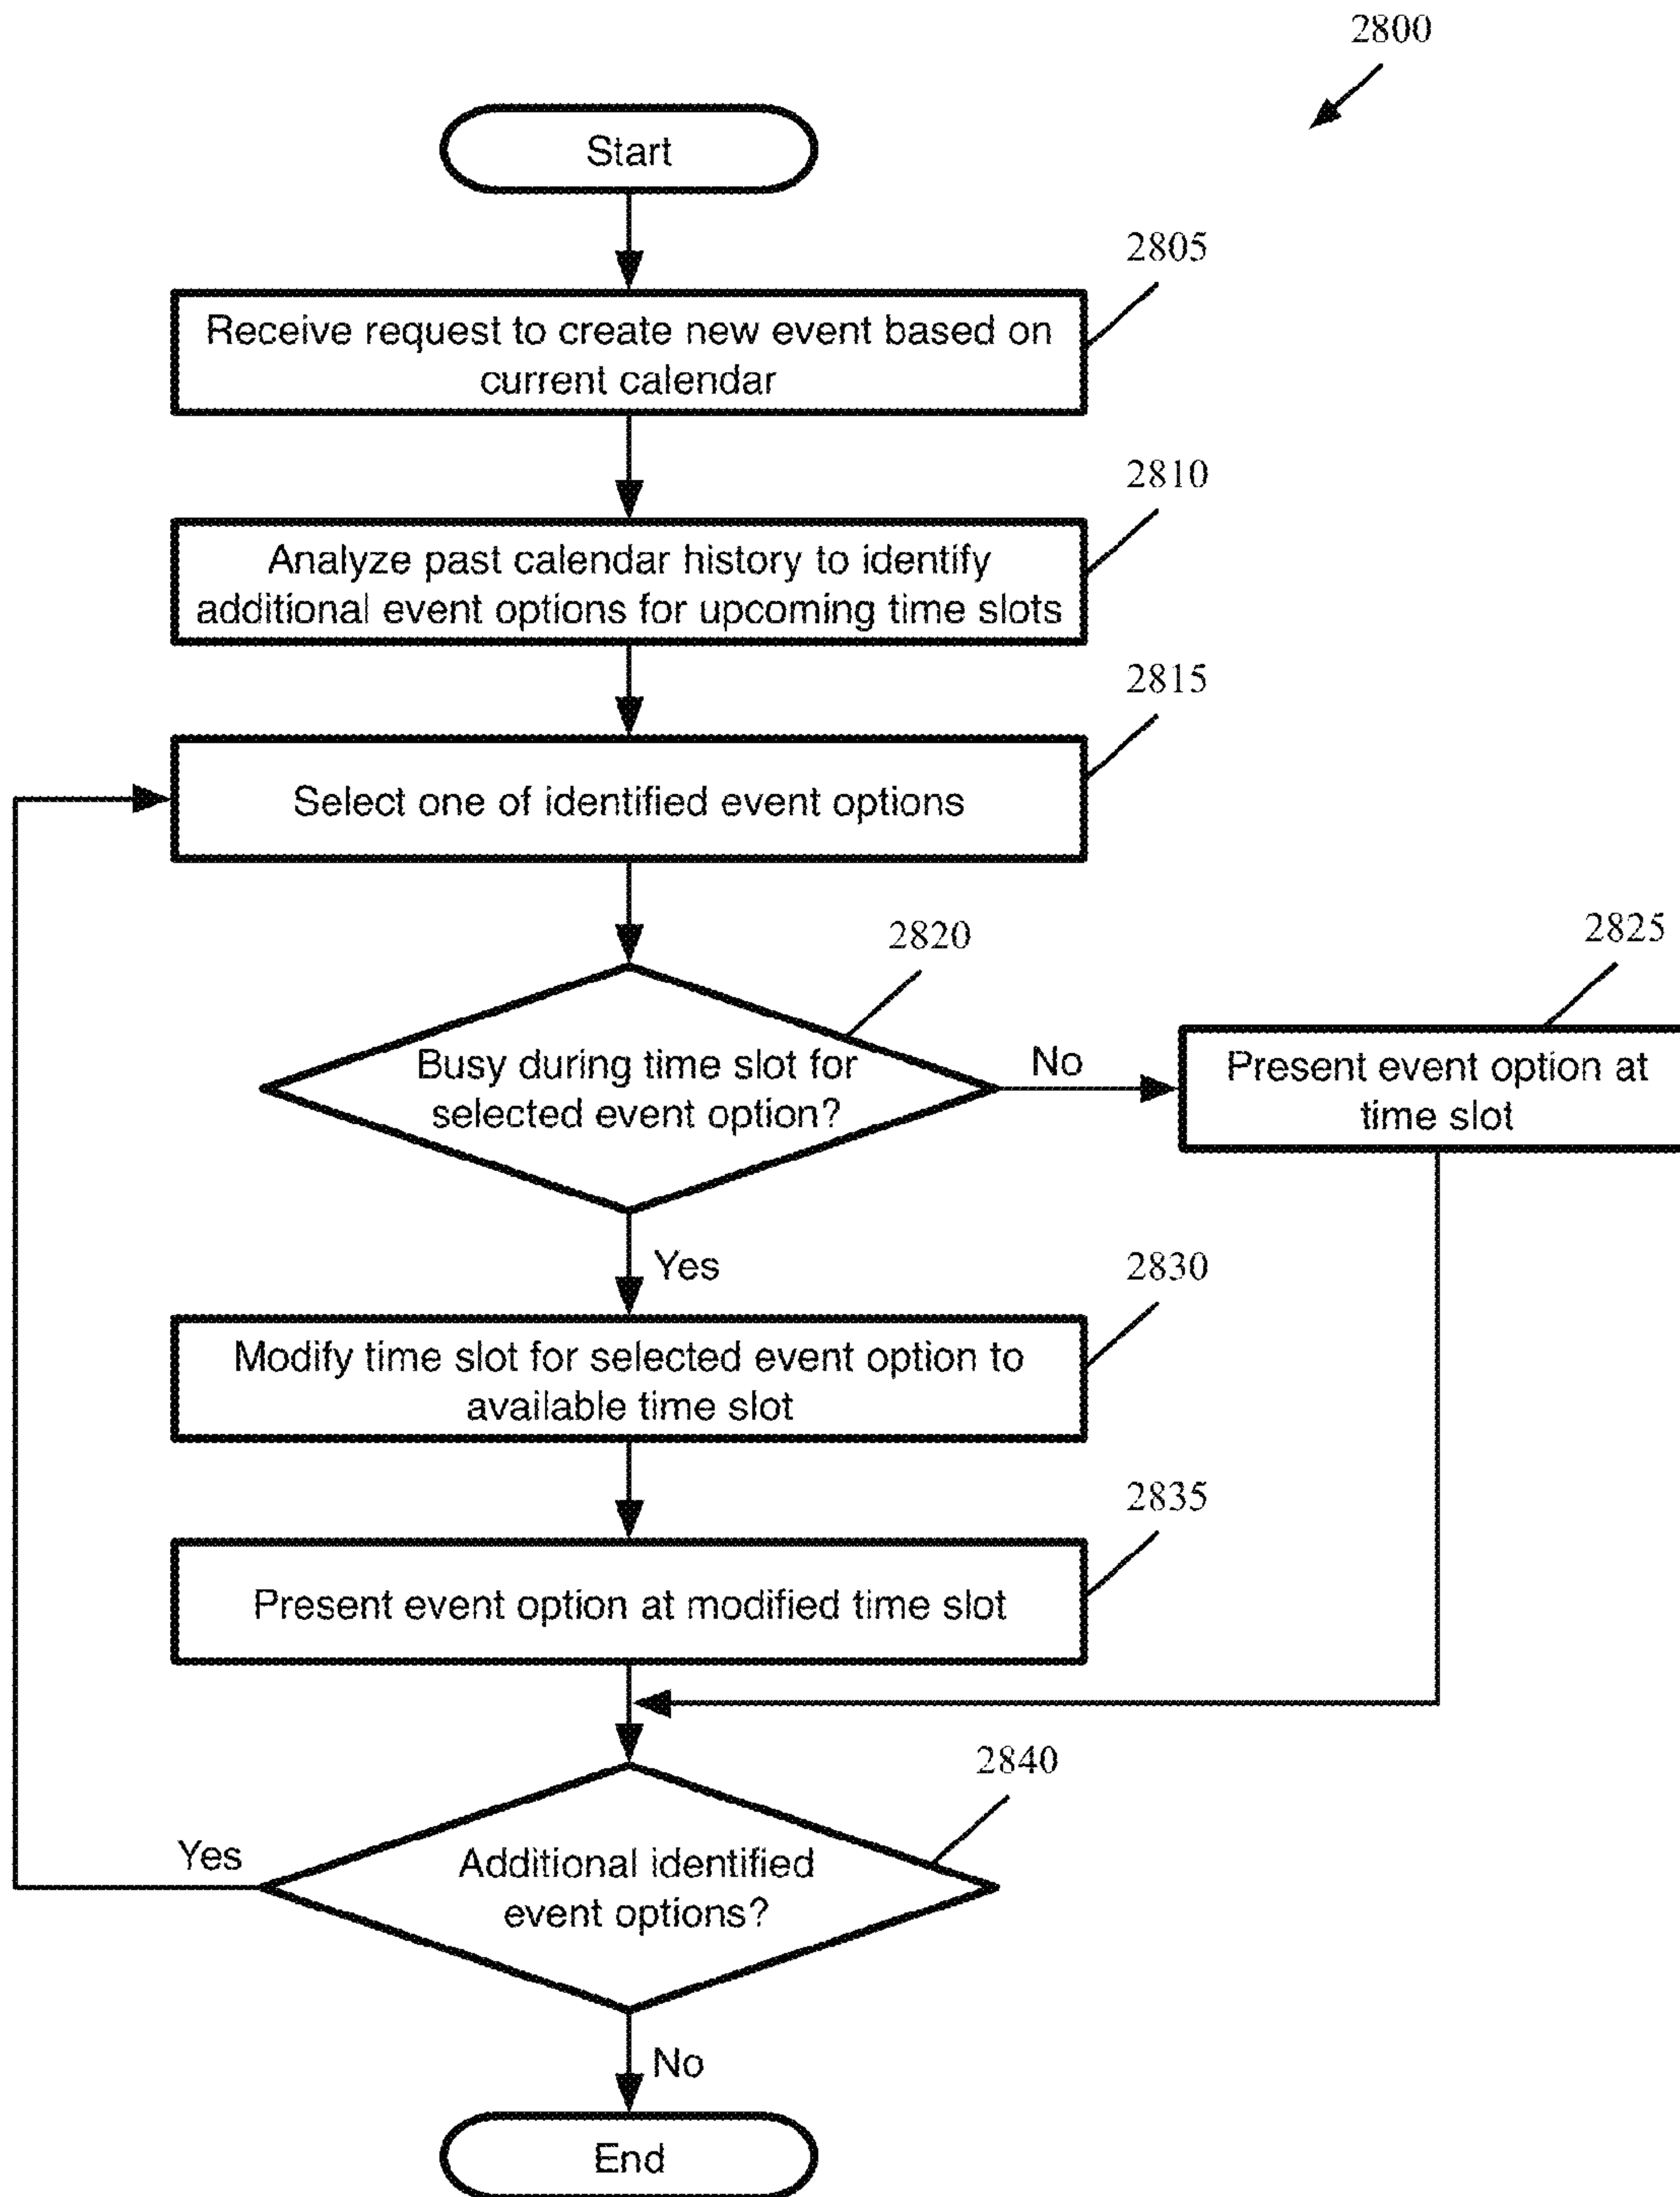 2800
Start
2805
Receive request to create new event based on
current calendar
2810
Analyze past calendar history to identify
additional event options for upcoming time slots
2815
Select one of identified event options
2820
Busy during time slot for
selected event option?
No
2825
Present event option at
time slot
Yes
2830
Modify time slot for selected event option to
available time slot
2835
Present event option at modified time slot
2840
Additional identified
event options?
Yes
No
End